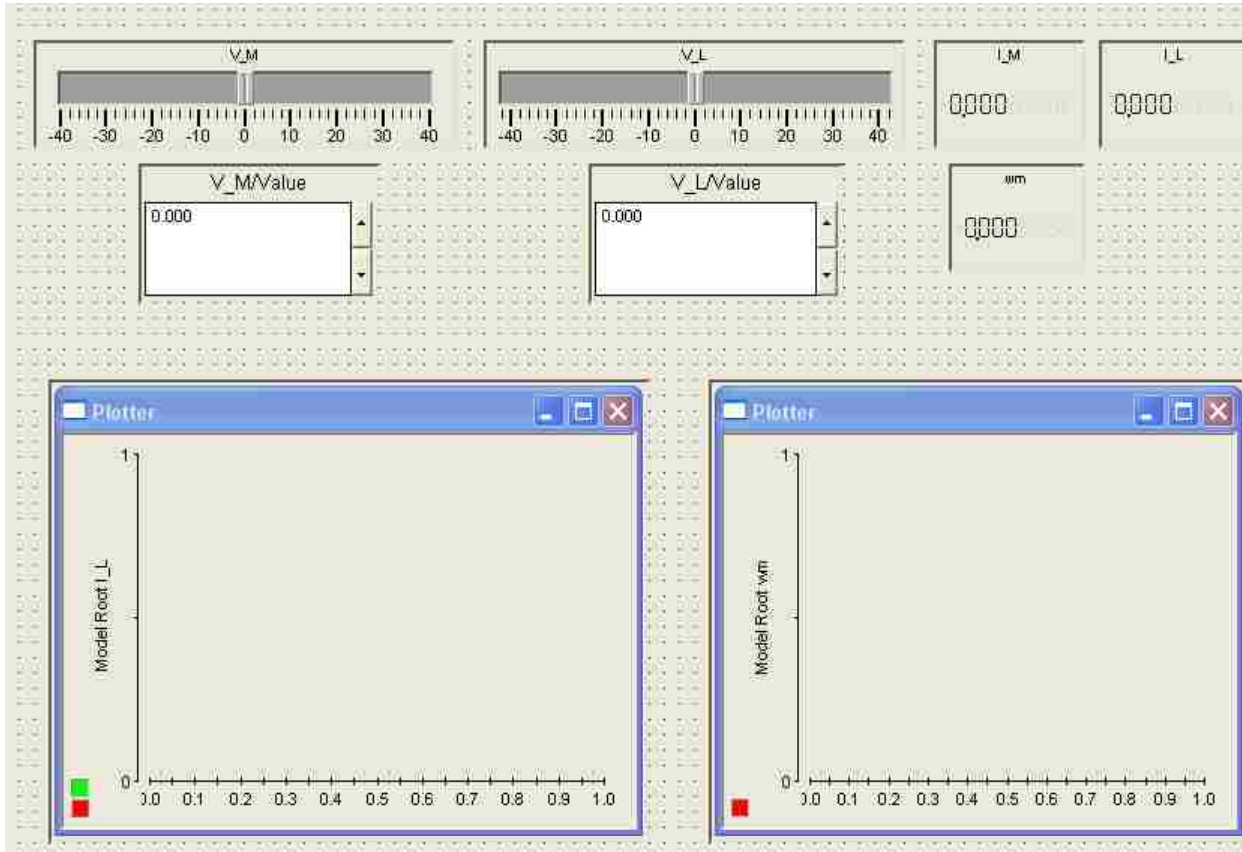 V_M V_L I_M I_L
0.000 0.000
-40 -30 -20 -10 0 10 20 30 40 -40 -30 -20 -10 0 10 20 30 40
V_M/Value V_L/Value wm
0.000 0.000
0.000
Plotter Plotter
1 1
Model Root I_L Model Root wm
0 0
0.0 0.1 0.2 0.3 0.4 0.5 0.6 0.7 0.8 0.9 1.0 0.0 0.1 0.2 0.3 0.4 0.5 0.6 0.7 0.8 0.9 1.0